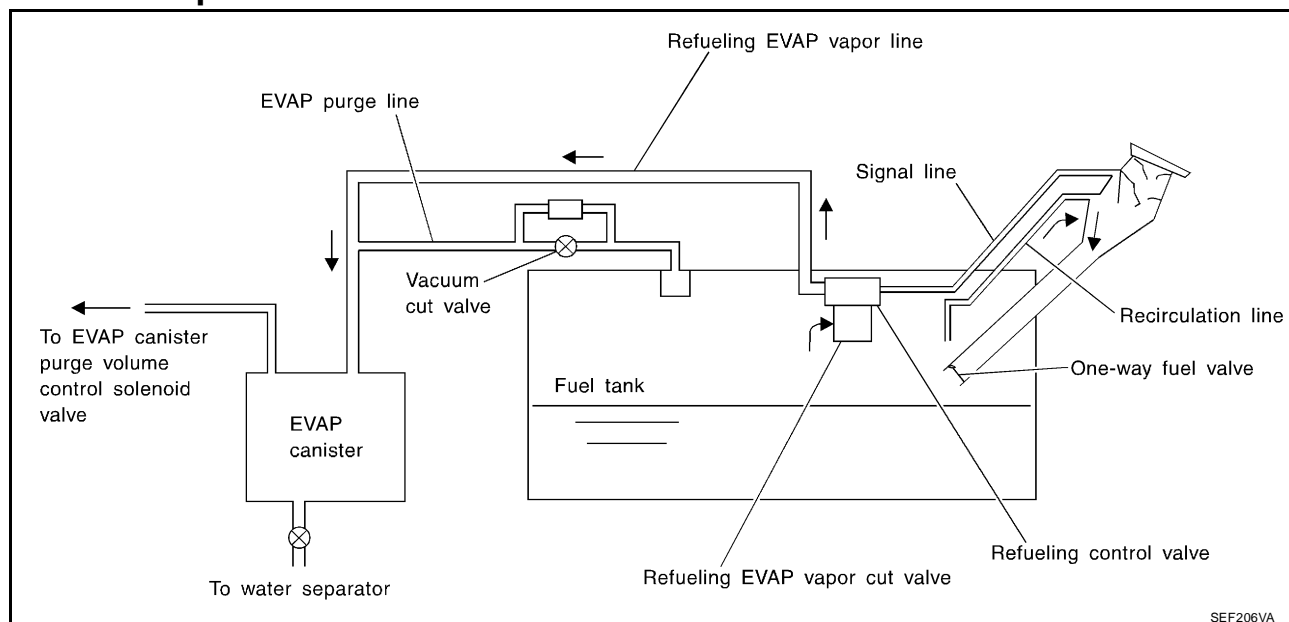 Refueling EVAP vapor line
EVAP purge line
Signal line
Vacuum
cut valve
To EVAP canister
purge volume
control solenoid
valve
Recirculation line
One-way fuel valve
Fuel tank
EVAP
canister
Refueling control valve
Refueling EVAP vapor cut valve
To water separator
SEF206VA